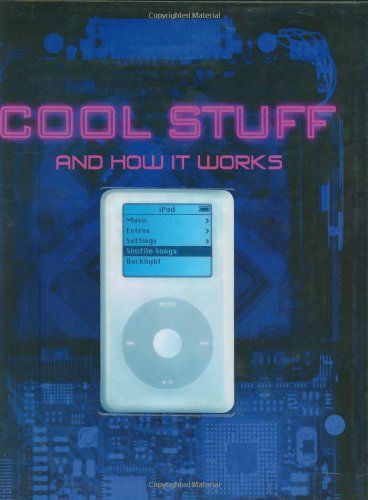 Copyrighted Material
COOL STUFF
AND HOW IT WORKS
iPod
Music >
Extras >
Settings >
Shuffle Songs
Backlight
MENU
Copyrighted Material